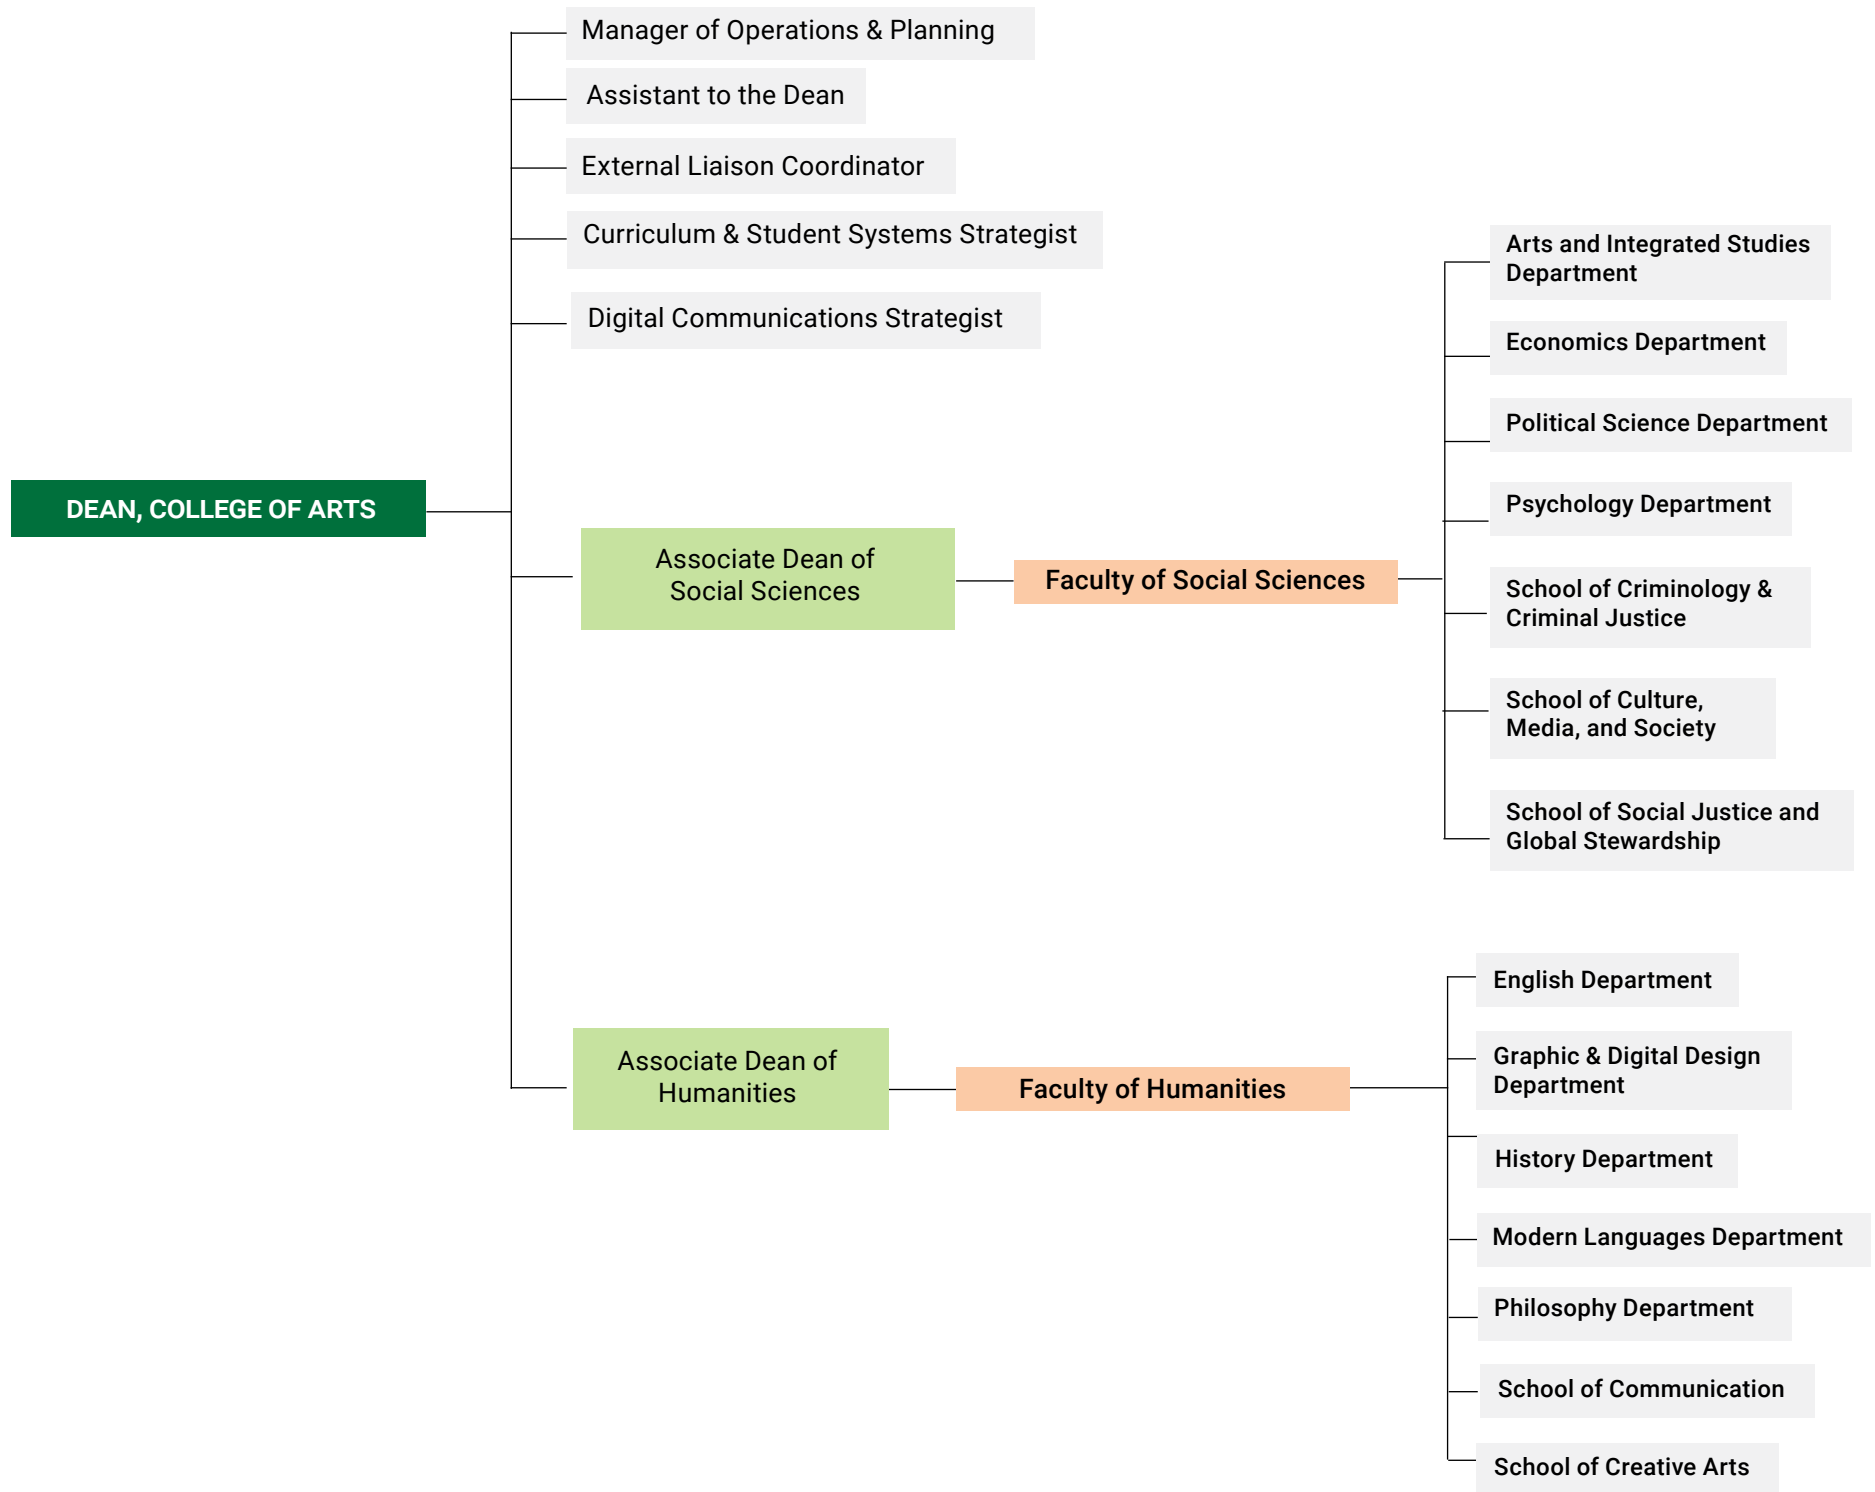 Manager of Operations & Planning
Assistant to the Dean
External Liaison Coordinator
Curriculum & Student Systems Strategist
Digital Communications Strategist
DEAN, COLLEGE OF ARTS
Associate Dean of
Social Sciences
Faculty of Social Sciences
Arts and Integrated Studies
Department
Economics Department
Political Science Department
Psychology Department
School of Criminology &
Criminal Justice
School of Culture,
Media, and Society
School of Social Justice and
Global Stewardship
Associate Dean of
Humanities
Faculty of Humanities
English Department
Graphic & Digital Design
Department
History Department
Modern Languages Department
Philosophy Department
School of Communication
School of Creative Arts